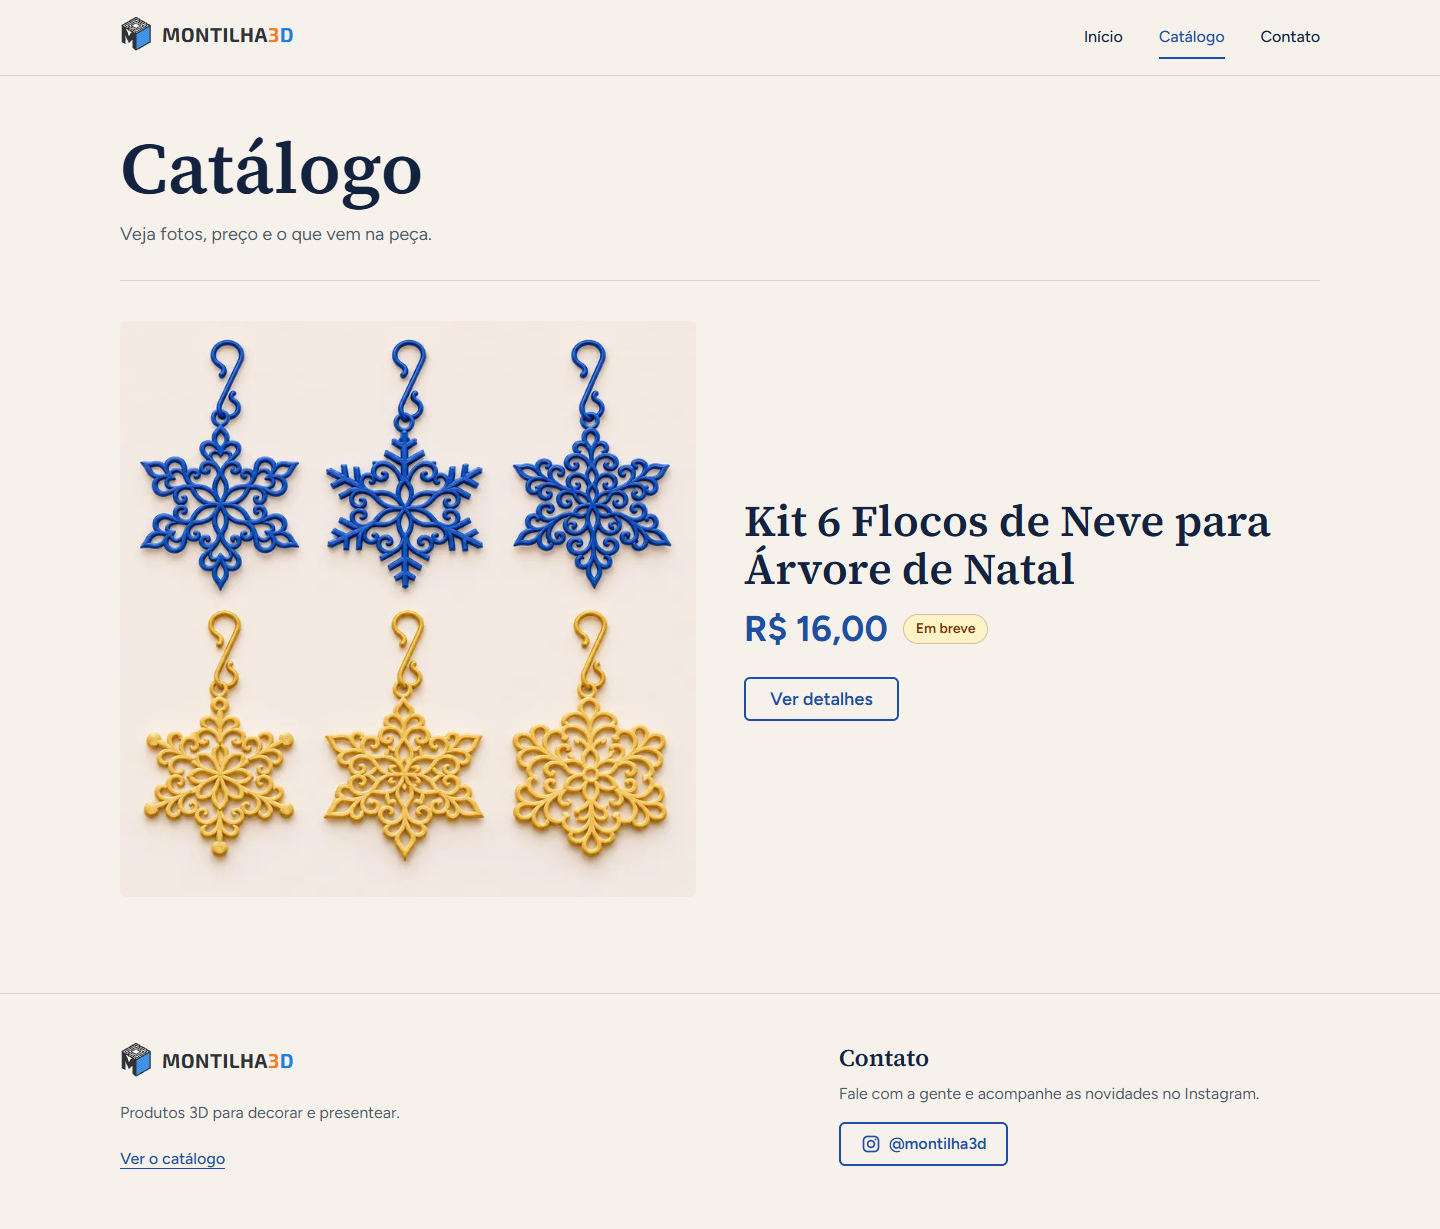 MONTILHA3D
Início Catálogo Contato
Catálogo
Veja fotos, preço e o que vem na peça.
Kit 6 Flocos de Neve para
Árvore de Natal
R$ 16,00 Em breve
Ver detalhes
MONTILHA3D
Produtos 3D para decorar e presentear.
Ver o catálogo
Contato
Fale com a gente e acompanhe as novidades no Instagram.
@montilha3d